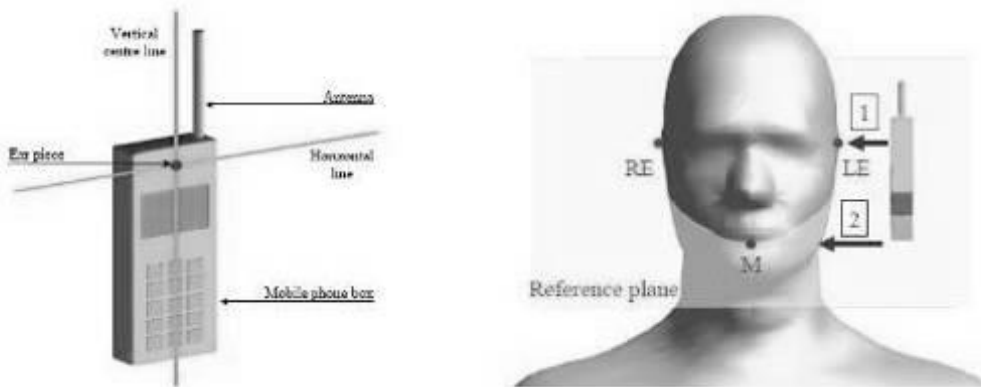 Vertical
centre line
Antenna
Ear piece
Horizontal
line
Mobile phone box
1
RE
LE
2
M
Reference plane